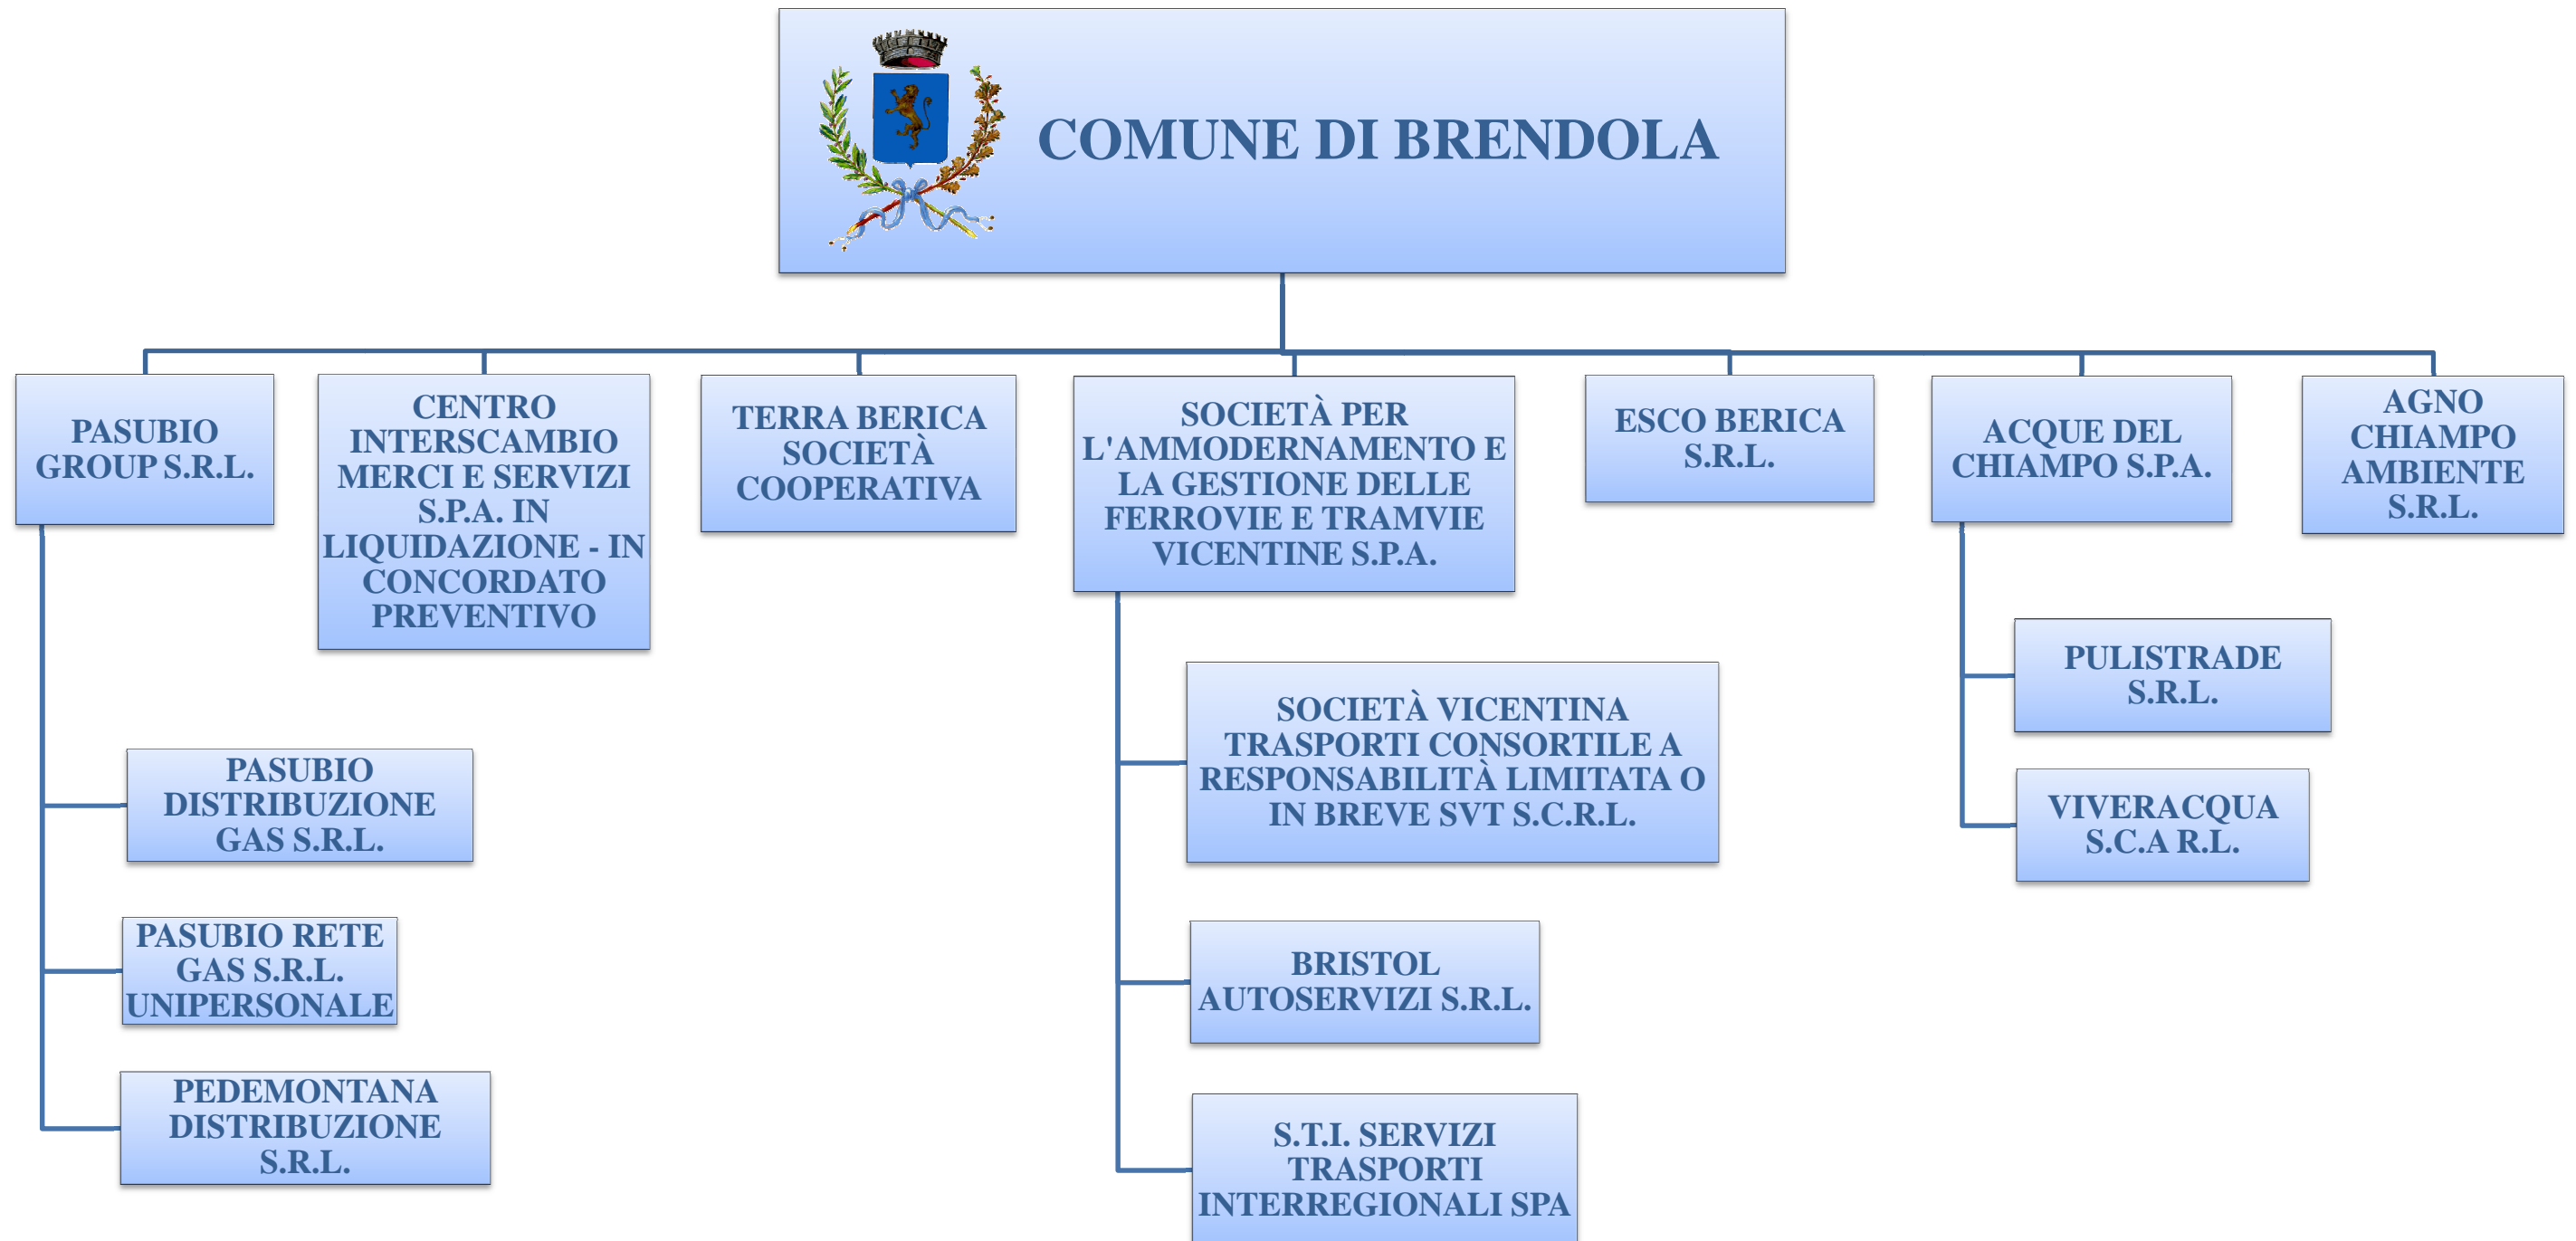 COMUNE DI BRENDOLA
PASUBIO
GROUP S.R.L.
CENTRO
INTERSCAMBIO
MERCI E SERVIZI
S.P.A. IN
LIQUIDAZIONE - IN
CONCORDATO
PREVENTIVO
TERRA BERICA
SOCIETÀ
COOPERATIVA
SOCIETÀ PER
L'AMMODERNAMENTO E
LA GESTIONE DELLE
FERROVIE E TRAMVIE
VICENTINE S.P.A.
ESCO BERICA
S.R.L.
ACQUE DEL
CHIAMPO S.P.A.
AGNO
CHIAMPO
AMBIENTE
S.R.L.
PASUBIO
DISTRIBUZIONE
GAS S.R.L.
PASUBIO RETE
GAS S.R.L.
UNIPERSONALE
PEDEMONTANA
DISTRIBUZIONE
S.R.L.
SOCIETÀ VICENTINA
TRASPORTI CONSORTILE A
RESPONSABILITÀ LIMITATA O
IN BREVE SVT S.C.R.L.
BRISTOL
AUTOSERVIZI S.R.L.
S.T.I. SERVIZI
TRASPORTI
INTERREGIONALI SPA
PULISTRADE
S.R.L.
VIVERACQUA
S.C.A R.L.